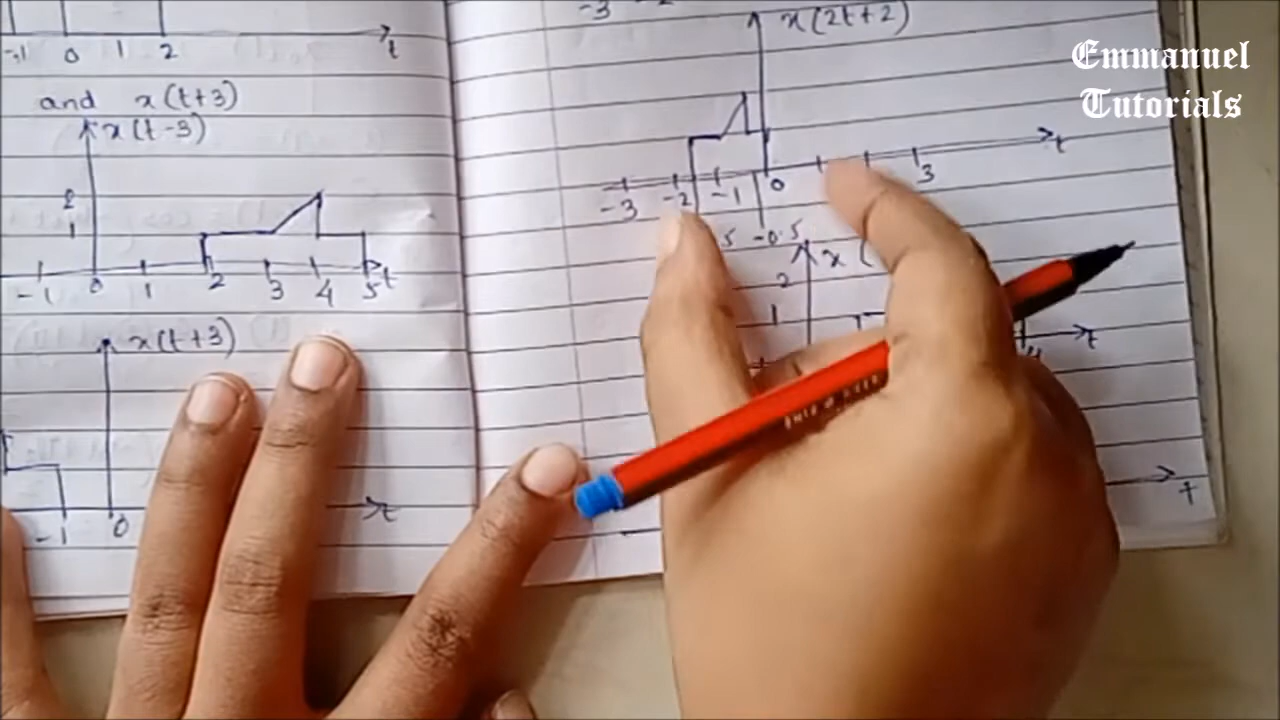 -1 0 1 2 t
and x(t+3)
x(t-3)
2
1
-1 0 1 2 3 4 5 t
x(t+3)
-1 0 t
-3
x(2t+2)
-3 -2 -1 0 3 t
5 -0.5
x(
2
1
t
t
Emmanuel
Tutorials